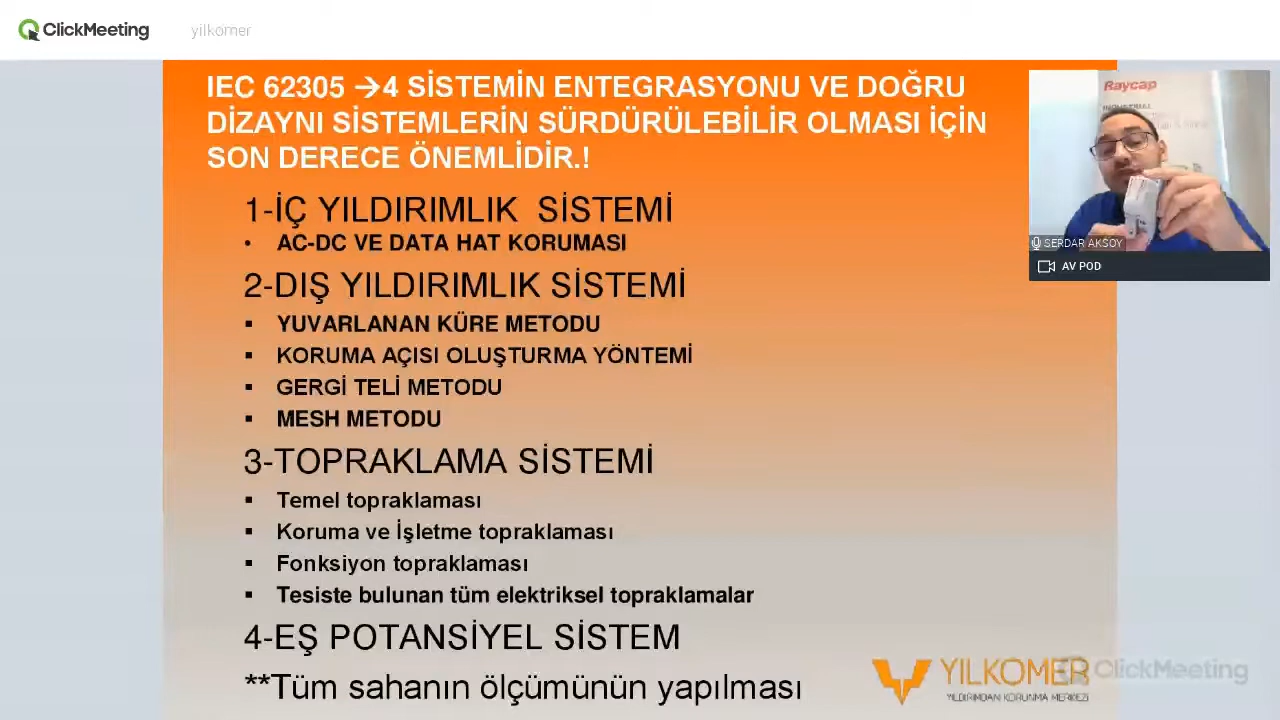 ClickMeeting
yilkomer
IEC 62305 →4 SİSTEMİN ENTEGRASYONU VE DOĞRU
DİZAYNI SİSTEMLERİN SÜRDÜRÜLEBİLİR OLMASI İÇİN
SON DERECE ÖNEMLİDİR.!
1-İÇ YILDIRIMLIK SİSTEMİ
• AC-DC VE DATA HAT KORUMASI
2-DIŞ YILDIRIMLIK SİSTEMİ
▪ YUVARLANAN KÜRE METODU
▪ KORUMA AÇISI OLUŞTURMA YÖNTEMİ
▪ GERGİ TELİ METODU
▪ MESH METODU
3-TOPRAKLAMA SİSTEMİ
▪ Temel topraklaması
▪ Koruma ve İşletme topraklaması
▪ Fonksiyon topraklaması
▪ Tesiste bulunan tüm elektriksel topraklamalar
4-EŞ POTANSİYEL SİSTEM
**Tüm sahanın ölçümünün yapılması
Raycap
SERDAR AKSOY
AV POD
YILKOMER
YILDIRIMDAN KORUNMA MERKEZİ
ClickMeeting